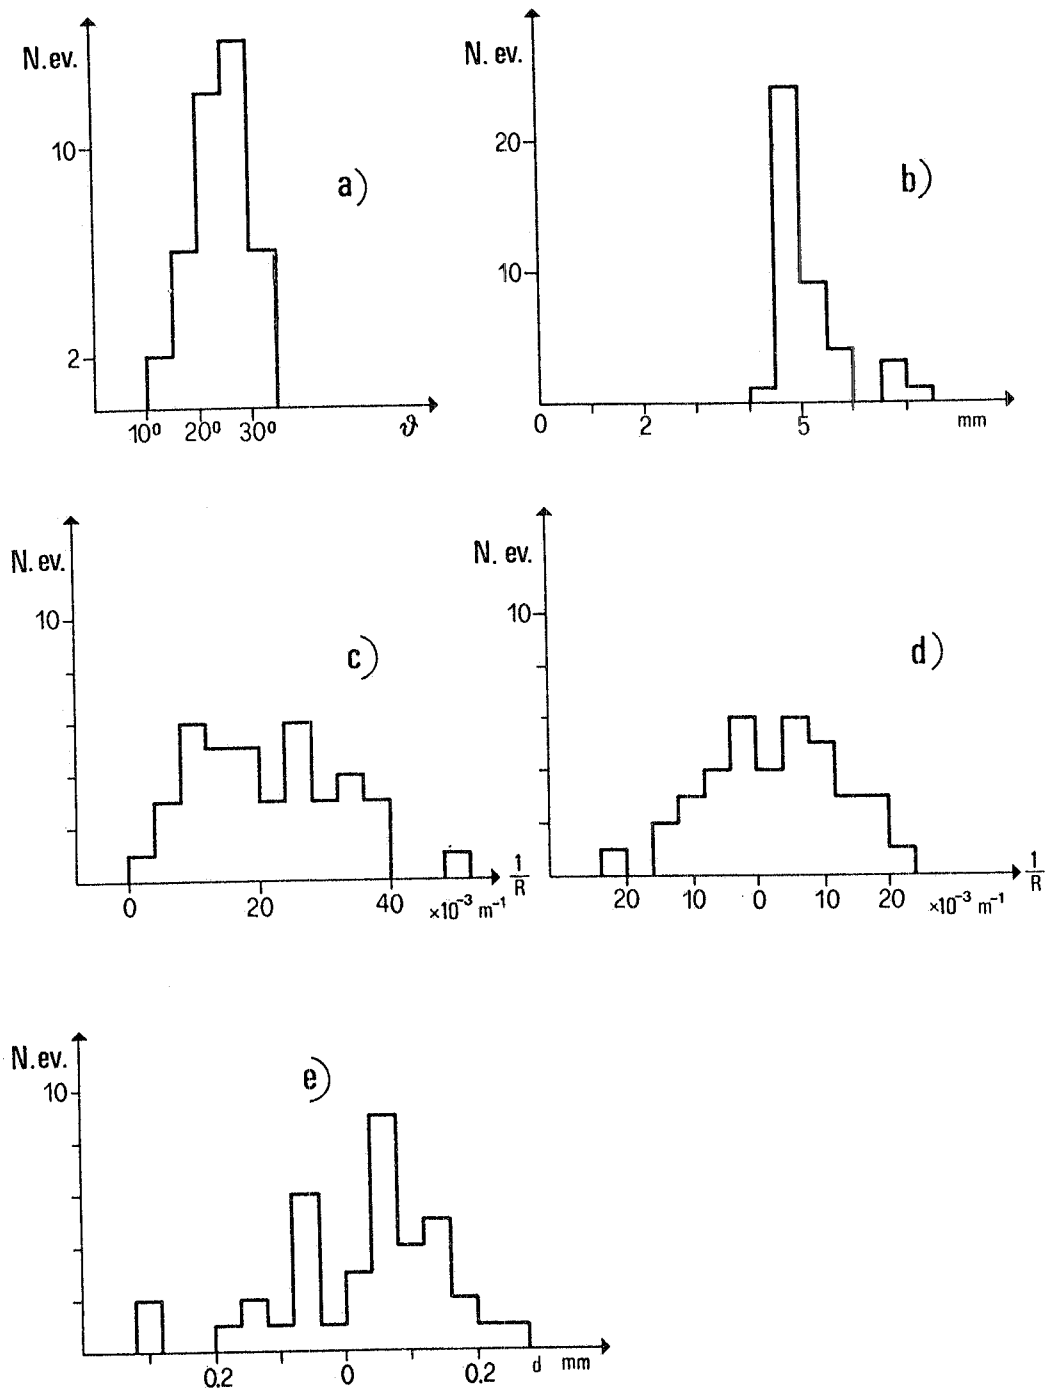 N. ev.
10
2
10° 20° 30° ϑ
a)
N. ev.
20
10
0 2 5 mm
b)
N. ev.
10
0 20 40 ×10⁻³ m⁻¹ 1/R
c)
N. ev.
10
20 10 0 10 20 ×10⁻³ m⁻¹ 1/R
d)
N. ev.
10
0.2 0 0.2 d mm
e)